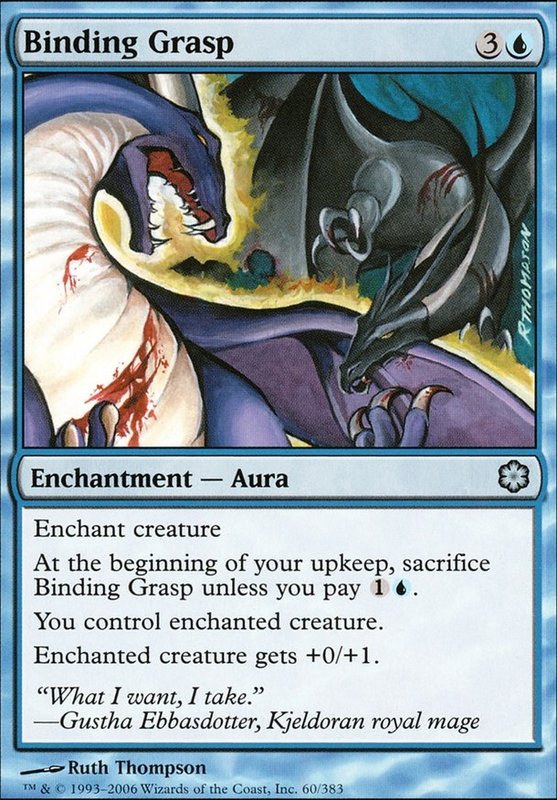 Binding Grasp 3
R THOMPSON
Enchantment — Aura
Enchant creature
At the beginning of your upkeep, sacrifice
Binding Grasp unless you pay 1 .
You control enchanted creature.
Enchanted creature gets +0/+1.
“What I want, I take.”
—Gustha Ebbasdotter, Kjeldoran royal mage
Ruth Thompson
™ & © 1993–2006 Wizards of the Coast, Inc. 60/383